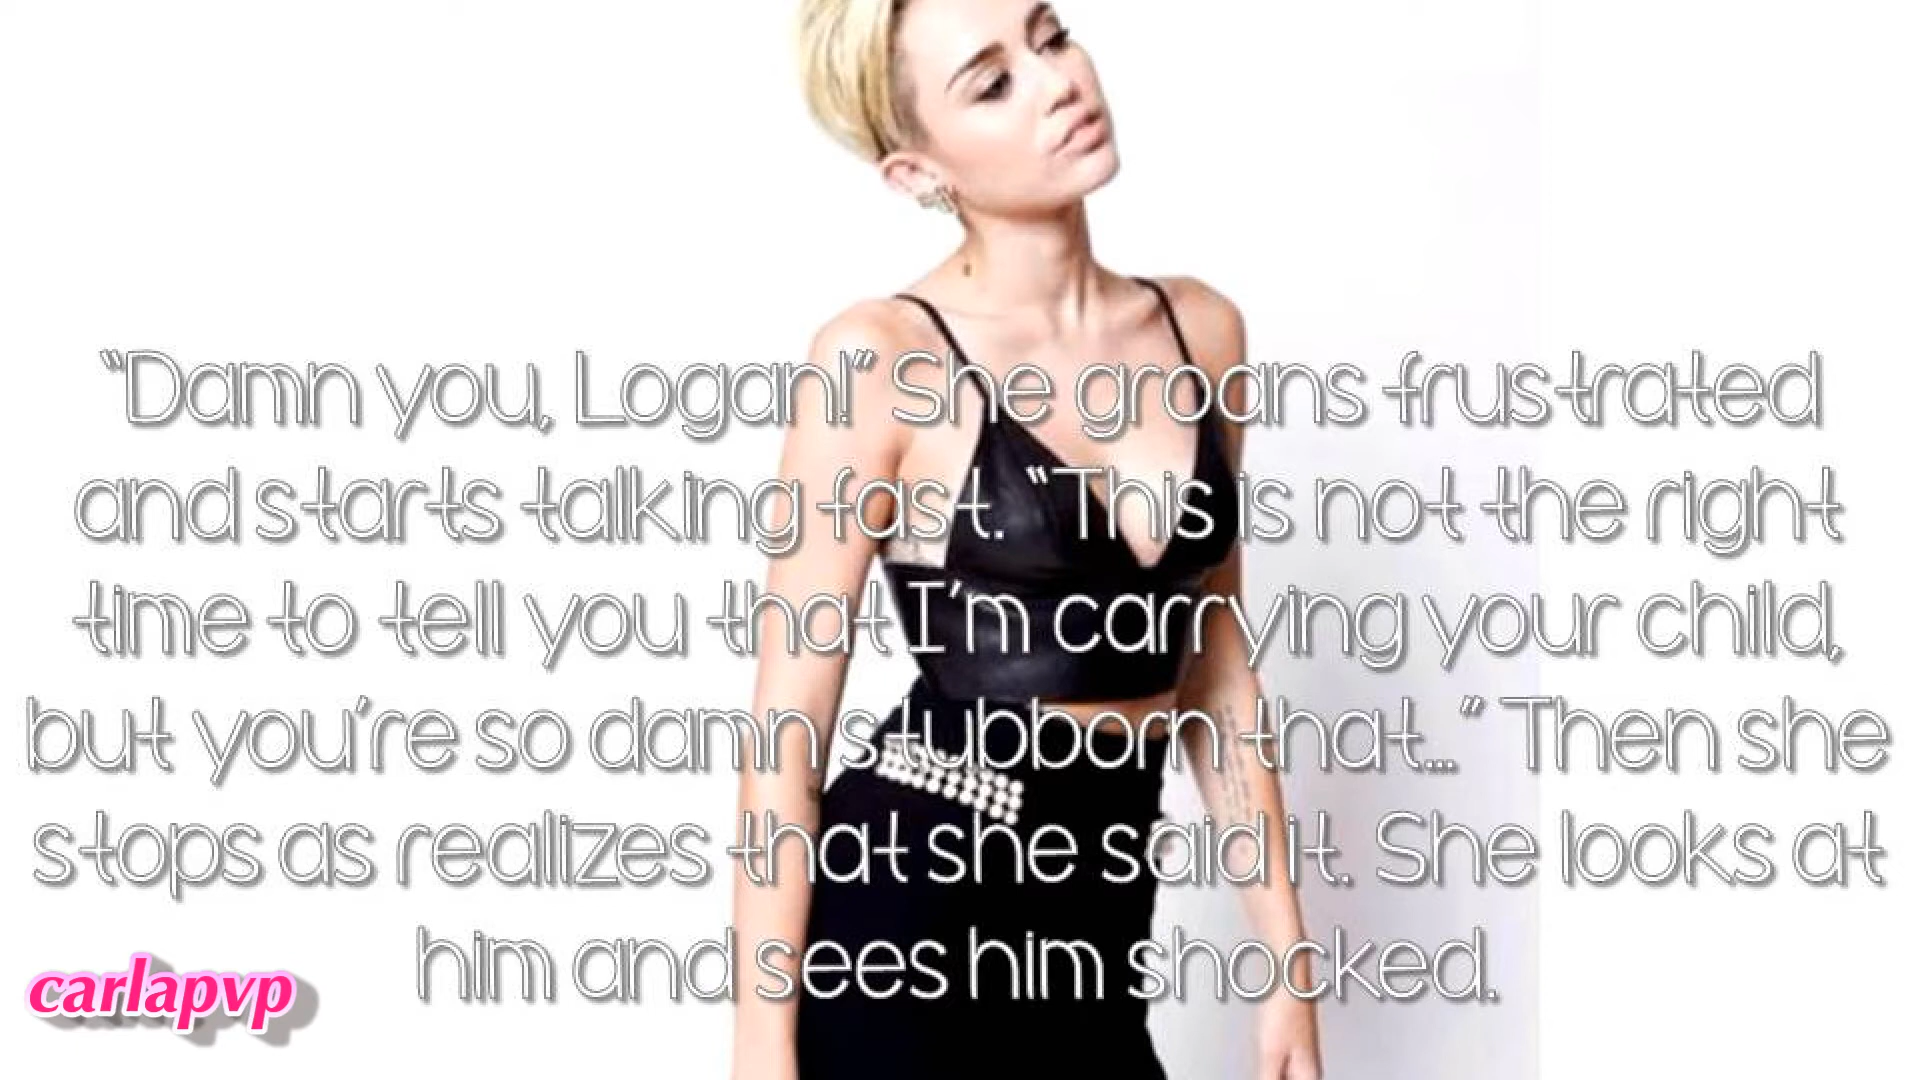 “Damn you, Logan!” She groans frustrated
and starts talking fast. “This is not the right
time to tell you that I’m carrying your child,
but you’re so damn stubborn that...” Then she
stops as realizes that she said it. She looks at
him and sees him shocked.
carlapvp